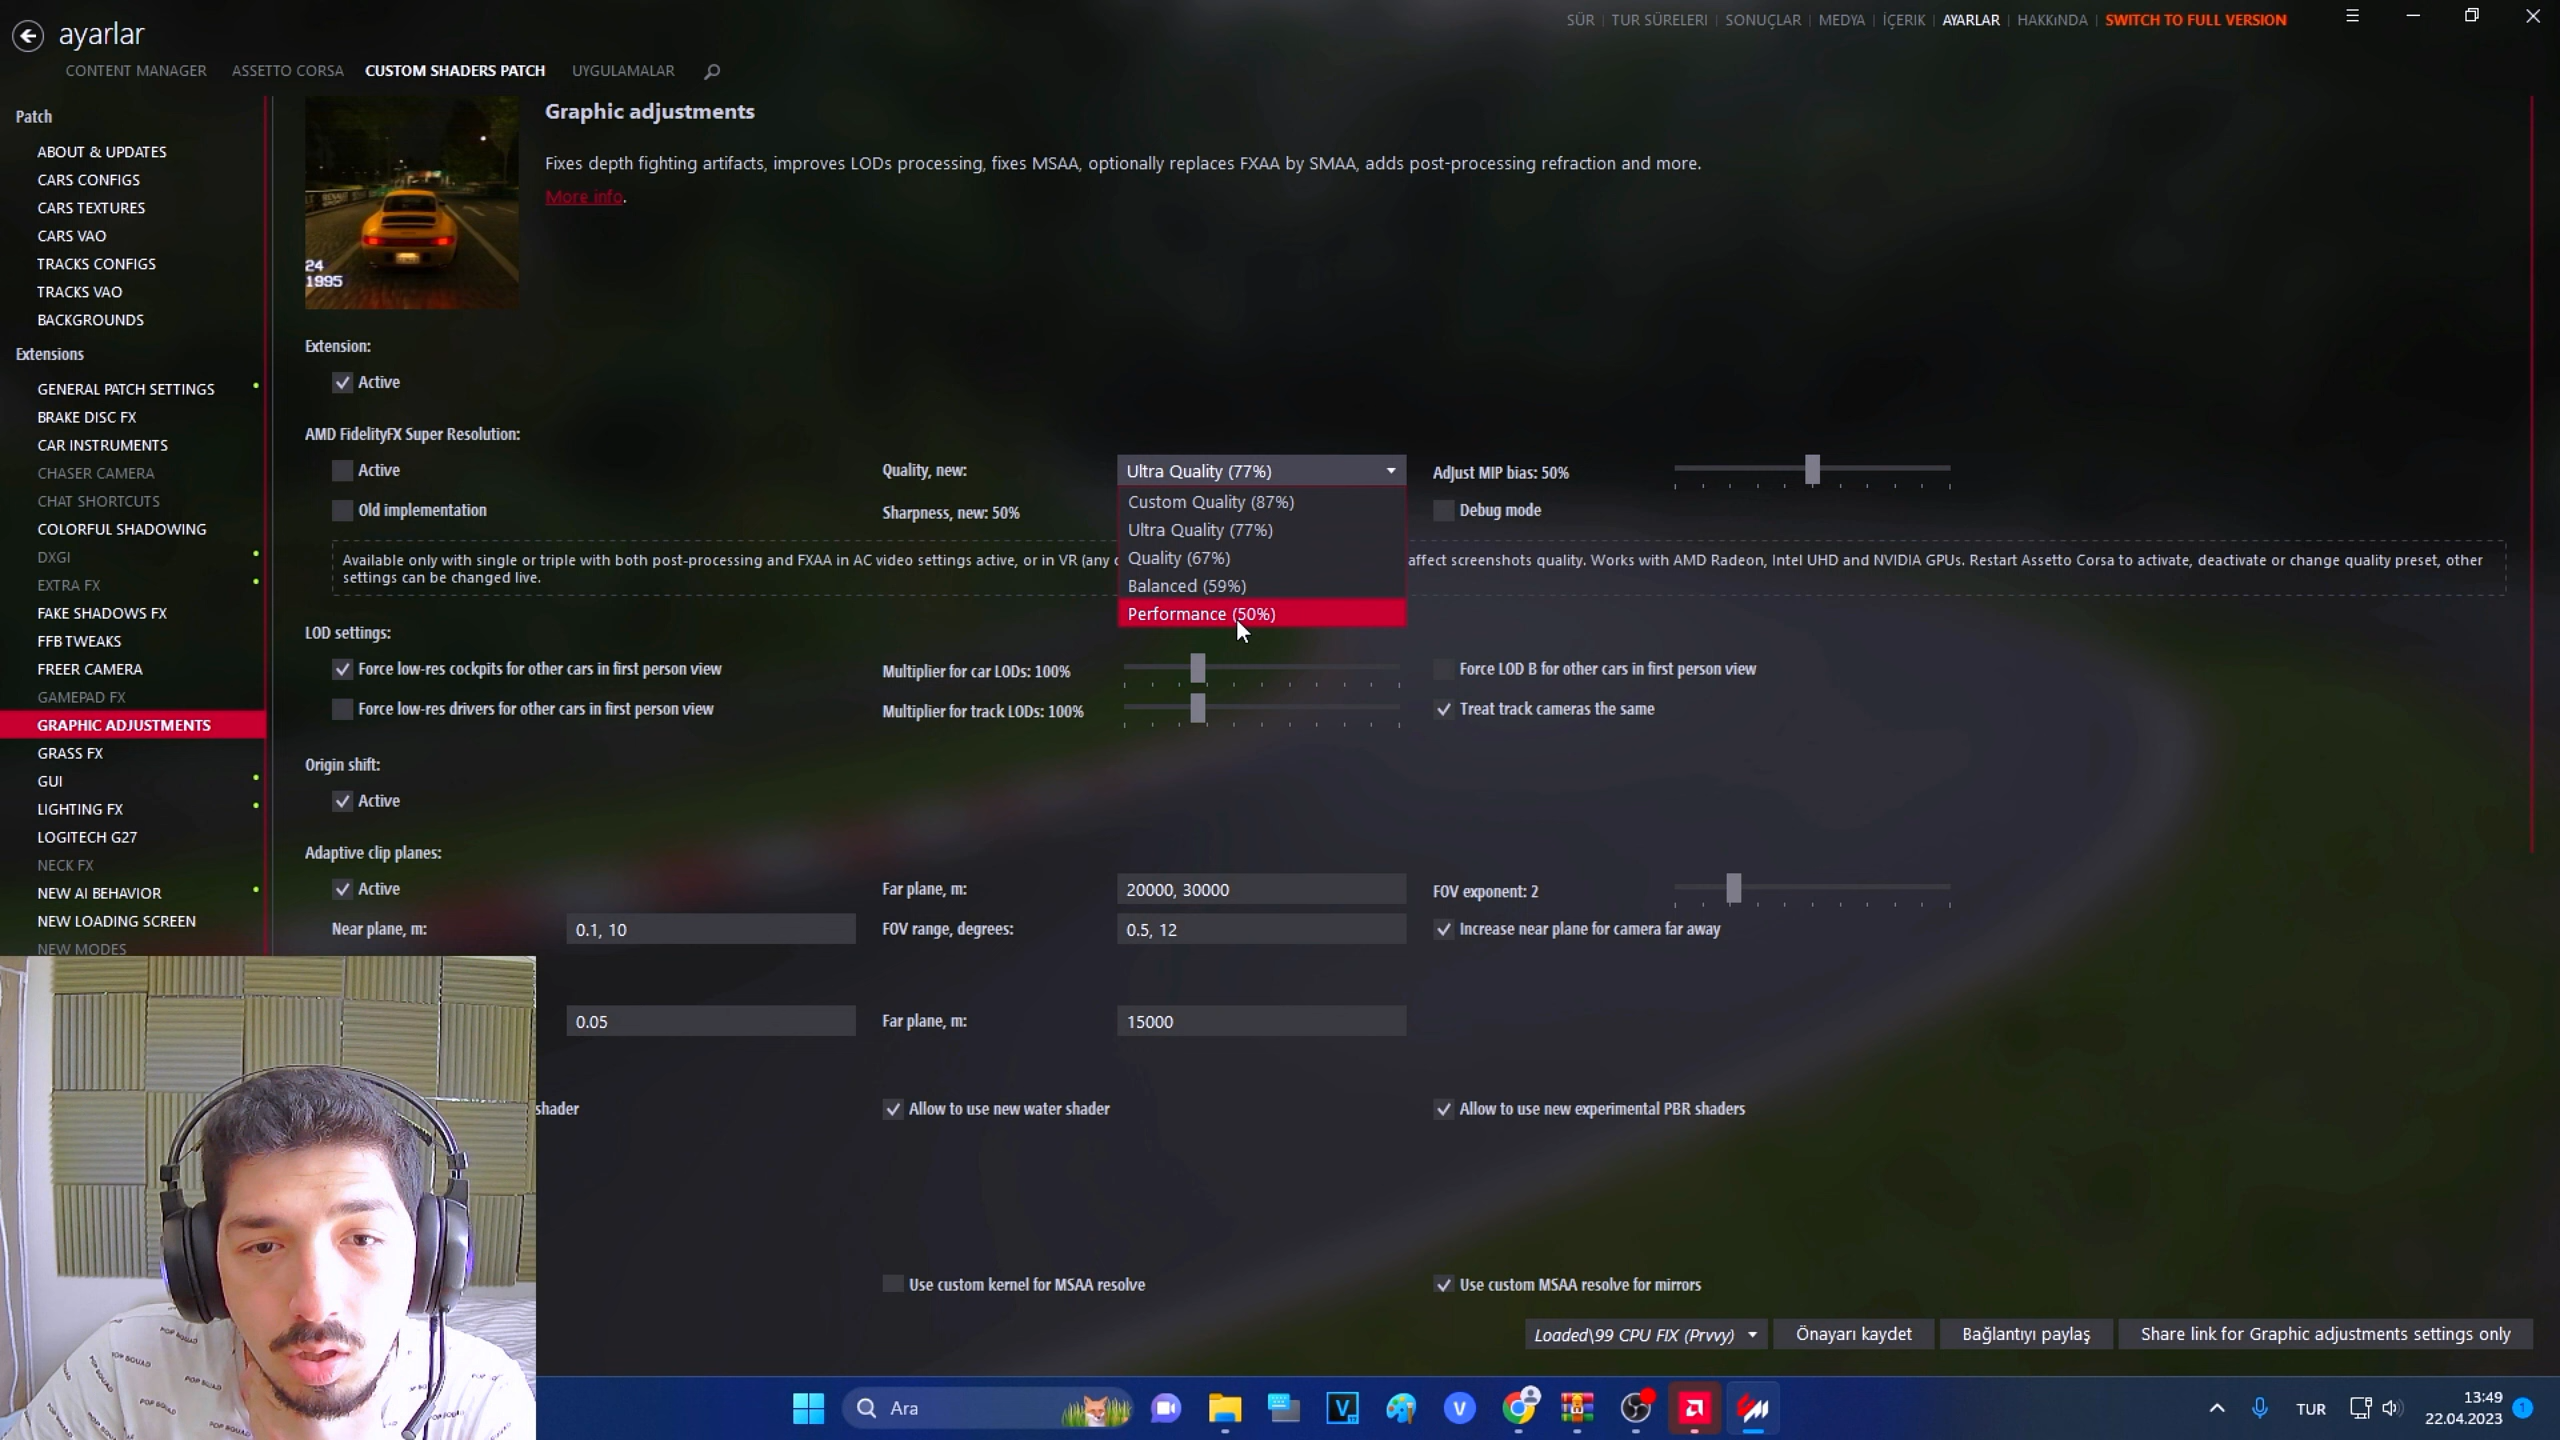 ayarlar
SÜR | TUR SÜRELERI | SONUÇLAR | MEDYA | İÇERIK | AYARLAR | HAKKıNDA | SWITCH TO FULL VERSION
CONTENT MANAGER ASSETTO CORSA CUSTOM SHADERS PATCH UYGULAMALAR
Patch
ABOUT & UPDATES
CARS CONFIGS
CARS TEXTURES
CARS VAO
TRACKS CONFIGS
TRACKS VAO
BACKGROUNDS
Extensions
GENERAL PATCH SETTINGS
BRAKE DISC FX
CAR INSTRUMENTS
CHASER CAMERA
CHAT SHORTCUTS
COLORFUL SHADOWING
DXGI
EXTRA FX
FAKE SHADOWS FX
FFB TWEAKS
FREER CAMERA
GAMEPAD FX
GRAPHIC ADJUSTMENTS
GRASS FX
GUI
LIGHTING FX
LOGITECH G27
NECK FX
NEW AI BEHAVIOR
NEW LOADING SCREEN
NEW MODES
24
1995
Graphic adjustments
Fixes depth fighting artifacts, improves LODs processing, fixes MSAA, optionally replaces FXAA by SMAA, adds post-processing refraction and more.
More info.
Extension:
Active
AMD FidelityFX Super Resolution:
Active
Quality, new:
Ultra Quality (77%)
Adjust MIP bias: 50%
Old implementation
Sharpness, new: 50%
Debug mode
Custom Quality (87%)
Ultra Quality (77%)
Quality (67%)
Balanced (59%)
Performance (50%)
Available only with single or triple with both post-processing and FXAA in AC video settings active, or in VR (any affect screenshots quality. Works with AMD Radeon, Intel UHD and NVIDIA GPUs. Restart Assetto Corsa to activate, deactivate or change quality preset, other
settings can be changed live.
LOD settings:
Force low-res cockpits for other cars in first person view
Multiplier for car LODs: 100%
Force LOD B for other cars in first person view
Force low-res drivers for other cars in first person view
Multiplier for track LODs: 100%
Treat track cameras the same
Origin shift:
Active
Adaptive clip planes:
Active
Far plane, m:
20000, 30000
FOV exponent: 2
Near plane, m:
0.1, 10
FOV range, degrees:
0.5, 12
Increase near plane for camera far away
0.05
Far plane, m:
15000
shader
Allow to use new water shader
Allow to use new experimental PBR shaders
Use custom kernel for MSAA resolve
Use custom MSAA resolve for mirrors
Loaded\99 CPU FIX (Prvvy)
Önayarı kaydet
Bağlantıyı paylaş
Share link for Graphic adjustments settings only
POP SQUAD
POP SQUAD
POP SQUAD
POP SQUAD
POP SQUAD
Ara
TUR
13:49
22.04.2023
1